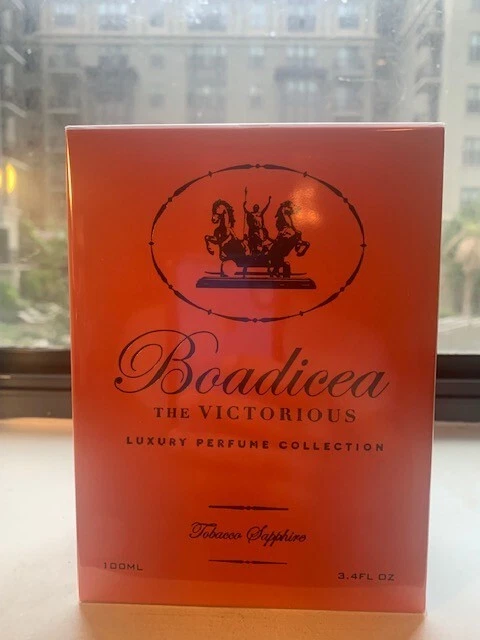 Boadicea
THE VICTORIOUS
LUXURY PERFUME COLLECTION
Tobacco Sapphire
100ML
3.4FL OZ